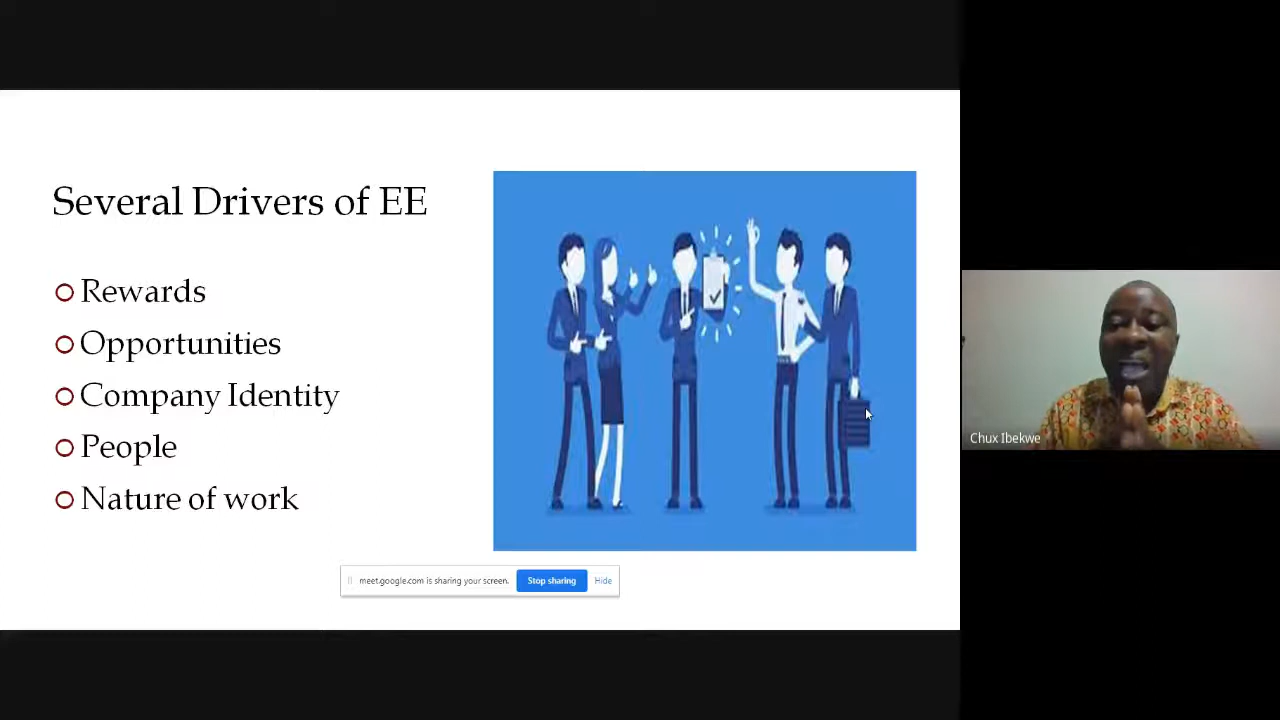 Several Drivers of EE
Rewards
Opportunities
Company Identity
People
Nature of work
meet.google.com is sharing your screen. Stop sharing Hide
Chux Ibekwe